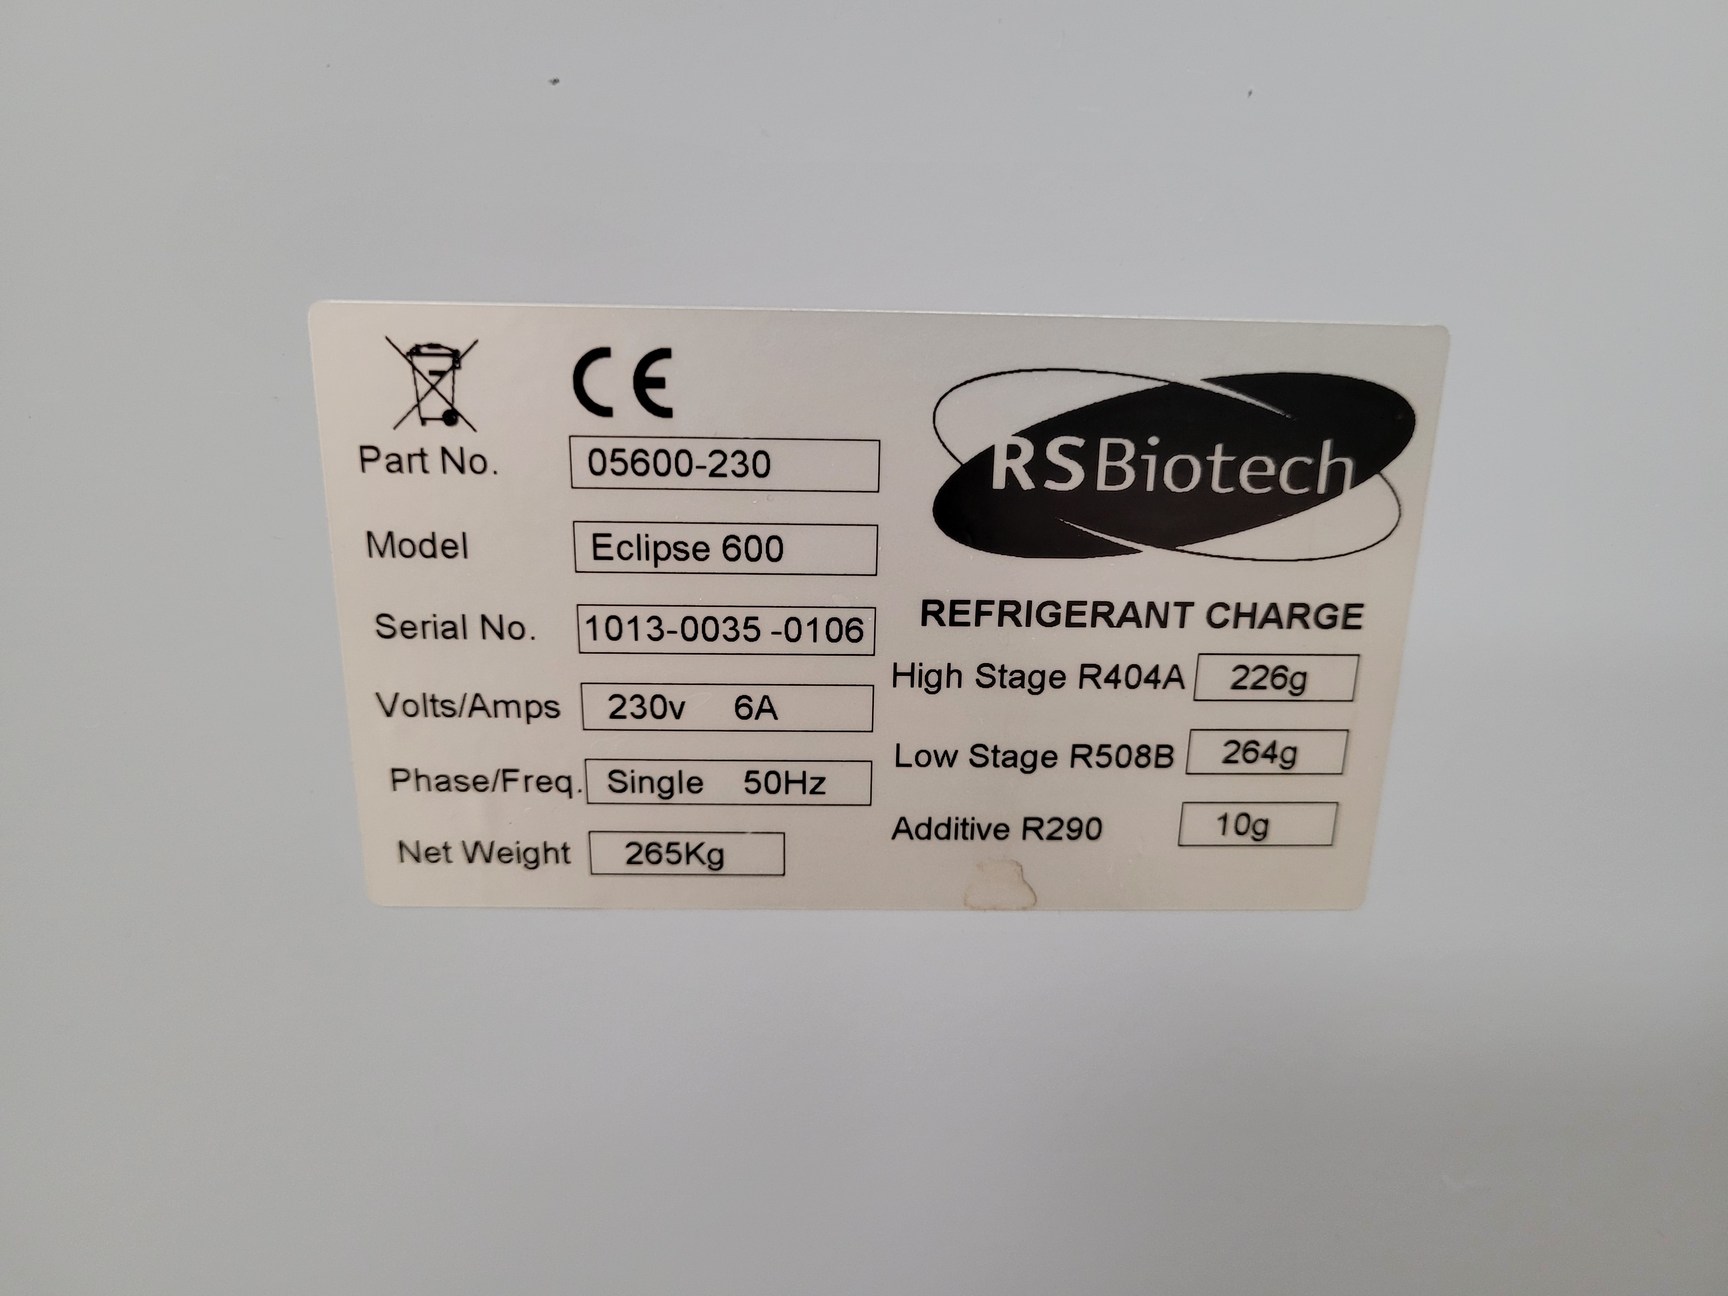 CE
RSBiotech
Part No. 05600-230
Model Eclipse 600
Serial No. 1013-0035 -0106
Volts/Amps 230v 6A
Phase/Freq. Single 50Hz
Net Weight 265Kg
REFRIGERANT CHARGE
High Stage R404A 226g
Low Stage R508B 264g
Additive R290 10g